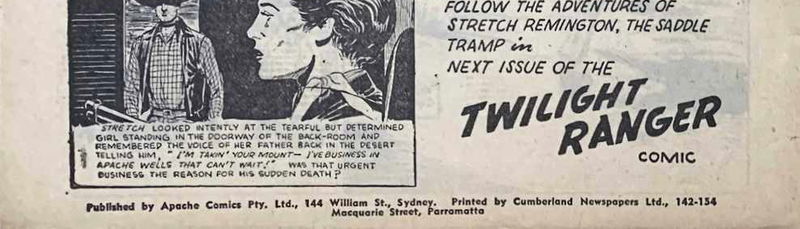 STRETCH LOOKED INTENTLY AT THE TEARFUL BUT DETERMINED
GIRL STANDING IN THE DOORWAY OF THE BACK-ROOM AND
REMEMBERED THE VOICE OF HER FATHER BACK IN THE DESERT
TELLING HIM, "I'M TAKIN' YOUR MOUNT— I'VE BUSINESS IN
APACHE WELLS THAT CAN'T WAIT!" WAS THAT URGENT
BUSINESS THE REASON FOR HIS SUDDEN DEATH?
FOLLOW THE ADVENTURES OF
STRETCH REMINGTON, THE SADDLE
TRAMP in
NEXT ISSUE OF THE
TWILIGHT
RANGER
COMIC
Published by Apache Comics Pty. Ltd., 144 William St., Sydney. Printed by Cumberland Newspapers Ltd., 142-154
Macquarie Street, Parramatta